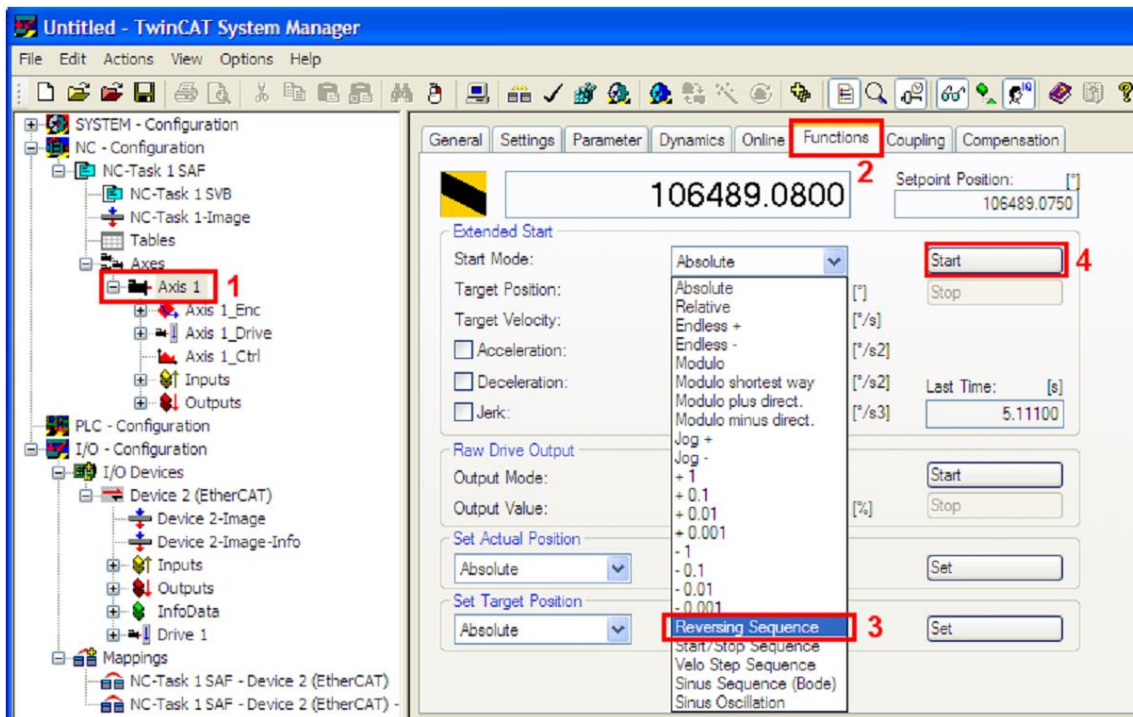 Untitled - TwinCAT System Manager
File Edit Actions View Options Help
SYSTEM - Configuration
NC - Configuration
NC-Task 1 SAF
NC-Task 1 SVB
NC-Task 1-Image
Tables
Axes
Axis 1
1
Axis 1_Enc
Axis 1_Drive
Axis 1_Ctrl
Inputs
Outputs
PLC - Configuration
I/O - Configuration
I/O Devices
Device 2 (EtherCAT)
Device 2-Image
Device 2-Image-Info
Inputs
Outputs
InfoData
Drive 1
Mappings
NC-Task 1 SAF - Device 2 (EtherCAT)
NC-Task 1 SAF - Device 2 (EtherCAT) -
General Settings Parameter Dynamics Online Functions Coupling Compensation
2
106489.0800
Setpoint Position: [°]
106489.0750
Extended Start
Start Mode: Absolute Start 4
Target Position: [°] Stop
Target Velocity: [°/s]
Acceleration: [°/s2]
Deceleration: [°/s2]
Jerk: [°/s3]
Last Time: [s]
5.11100
Absolute
Relative
Endless +
Endless -
Modulo
Modulo shortest way
Modulo plus direct.
Modulo minus direct.
Jog +
Jog -
+ 1
+ 0.1
+ 0.01
+ 0.001
- 1
- 0.1
- 0.01
- 0.001
Reversing Sequence 3
Start/Stop Sequence
Velo Step Sequence
Sinus Sequence (Bode)
Sinus Oscillation
Raw Drive Output
Output Mode: Start
Output Value: [%] Stop
Set Actual Position
Absolute Set
Set Target Position
Absolute Set